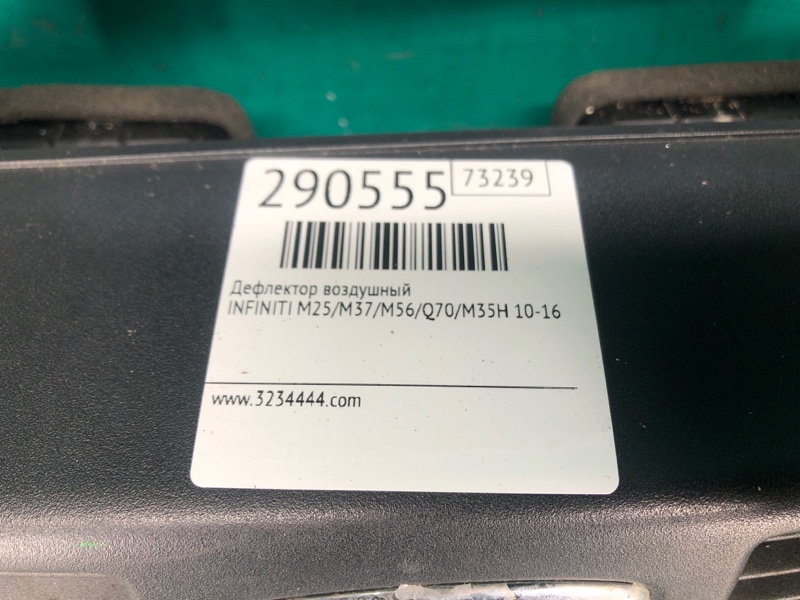 290555
73239
Дефлектор воздушный
INFINITI M25/M37/M56/Q70/M35H 10-16
www.3234444.com